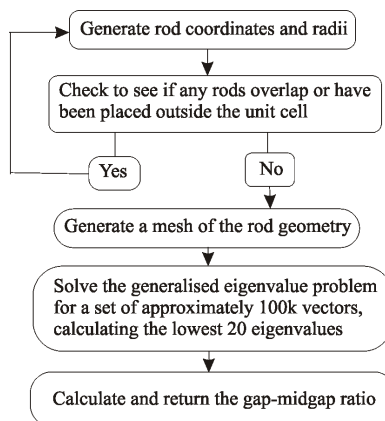 Generate rod coordinates and radii
Check to see if any rods overlap or have
been placed outside the unit cell
Yes
No
Generate a mesh of the rod geometry
Solve the generalised eigenvalue problem
for a set of approximately 100k vectors,
calculating the lowest 20 eigenvalues
Calculate and return the gap-midgap ratio